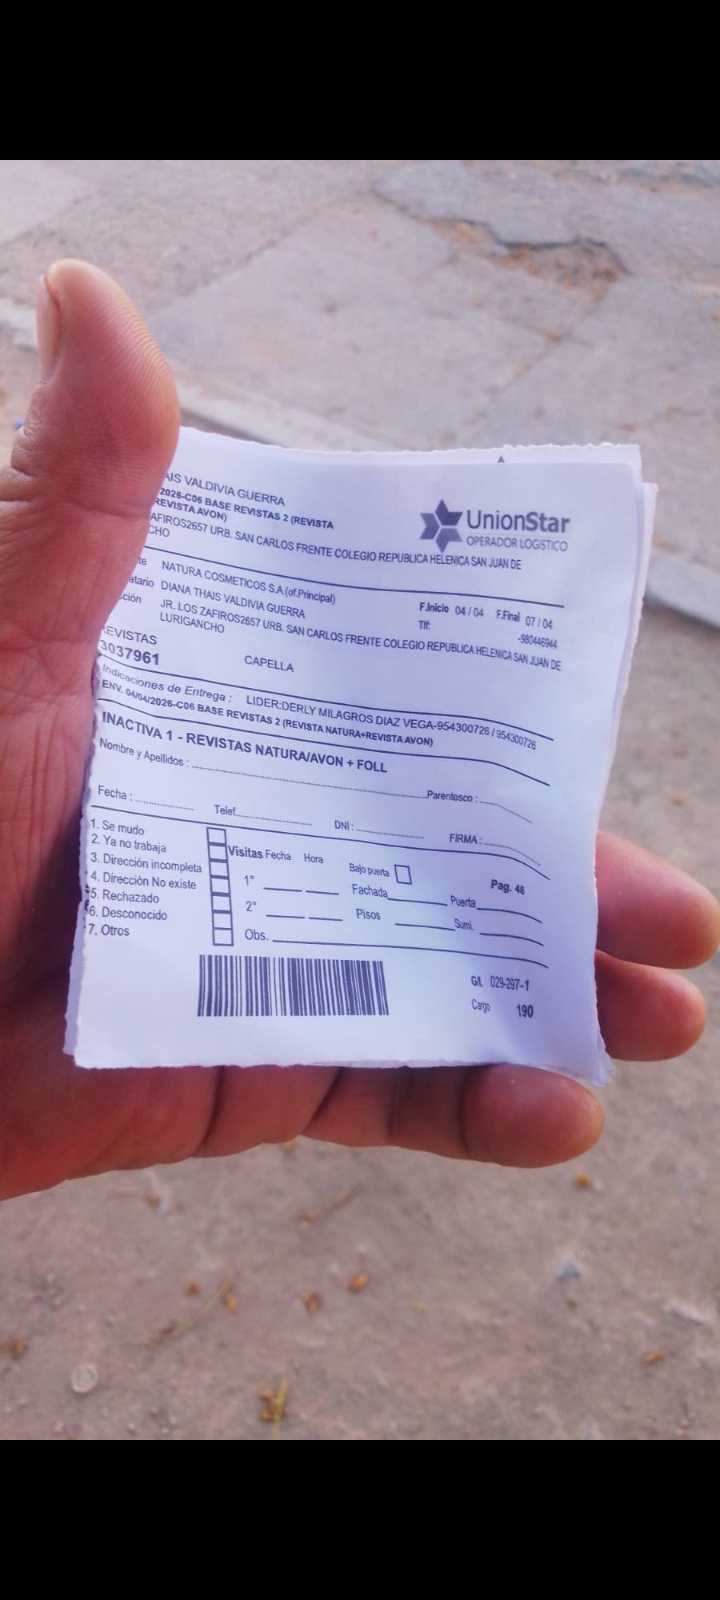 AIS VALDIVIA GUERRA
2026-C06 BASE REVISTAS 2 (REVISTA
REVISTA AVON)
AFIROS2657 URB. SAN CARLOS FRENTE COLEGIO REPUBLICA HELENICA SAN JUAN DE
CHO
UnionStar
OPERADOR LOGISTICO
te NATURA COSMETICOS S.A.(of.Principal)
atario DIANA THAIS VALDIVIA GUERRA
ción JR. LOS ZAFIROS2657 URB. SAN CARLOS FRENTE COLEGIO REPUBLICA HELENICA SAN JUAN DE
LURIGANCHO
F.Inicio 04 / 04 F.Final 07 / 04
Tlf: -980446944
REVISTAS
3037961 CAPELLA
Indicaciones de Entrega : LIDER:DERLY MILAGROS DIAZ VEGA-954300726 / 954300726
ENV. 04/04/2026-C06 BASE REVISTAS 2 (REVISTA NATURA+REVISTA AVON)
INACTIVA 1 - REVISTAS NATURA/AVON + FOLL
Nombre y Apellidos : Parentesco :
Fecha : Telef. DNI : FIRMA :
1. Se mudo
2. Ya no trabaja
3. Dirección incompleta
4. Dirección No existe
5. Rechazado
6. Desconocido
7. Otros
Visitas Fecha Hora Bajo puerta Pag. 46
1° Fachada Puerta
2° Pisos Sumi.
Obs.
G/L 029-297-1
Cargo 190